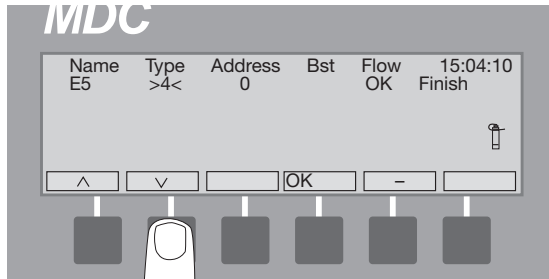 MDC
Name Type Address Bst Flow 15:04:10
E5 >4< 0 OK Finish
OK –